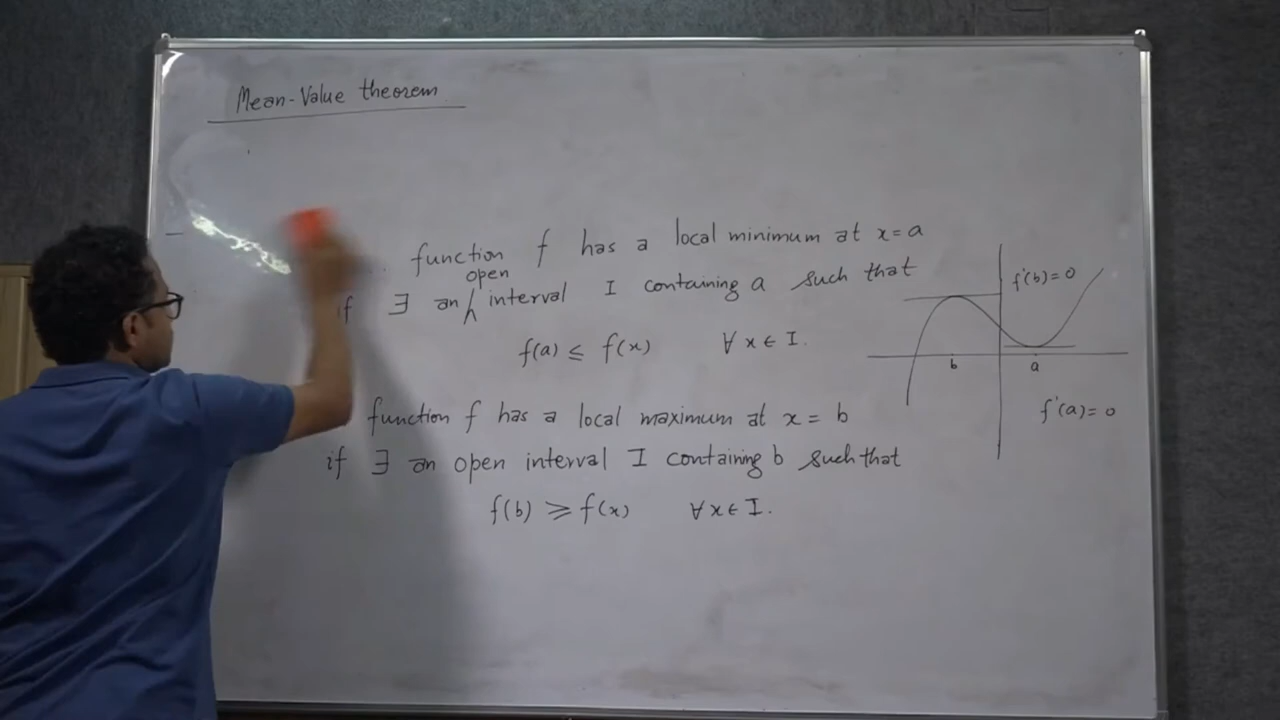 Mean-Value theorem
function f has a local minimum at x=a
open
if ∃ an interval I containing a such that
f(a) ≤ f(x) ∀ x ∈ I.
function f has a local maximum at x = b
if ∃ an open interval I containing b such that
f(b) ≥ f(x) ∀ x ∈ I.
f'(b)=0
b
a
f'(a)=0